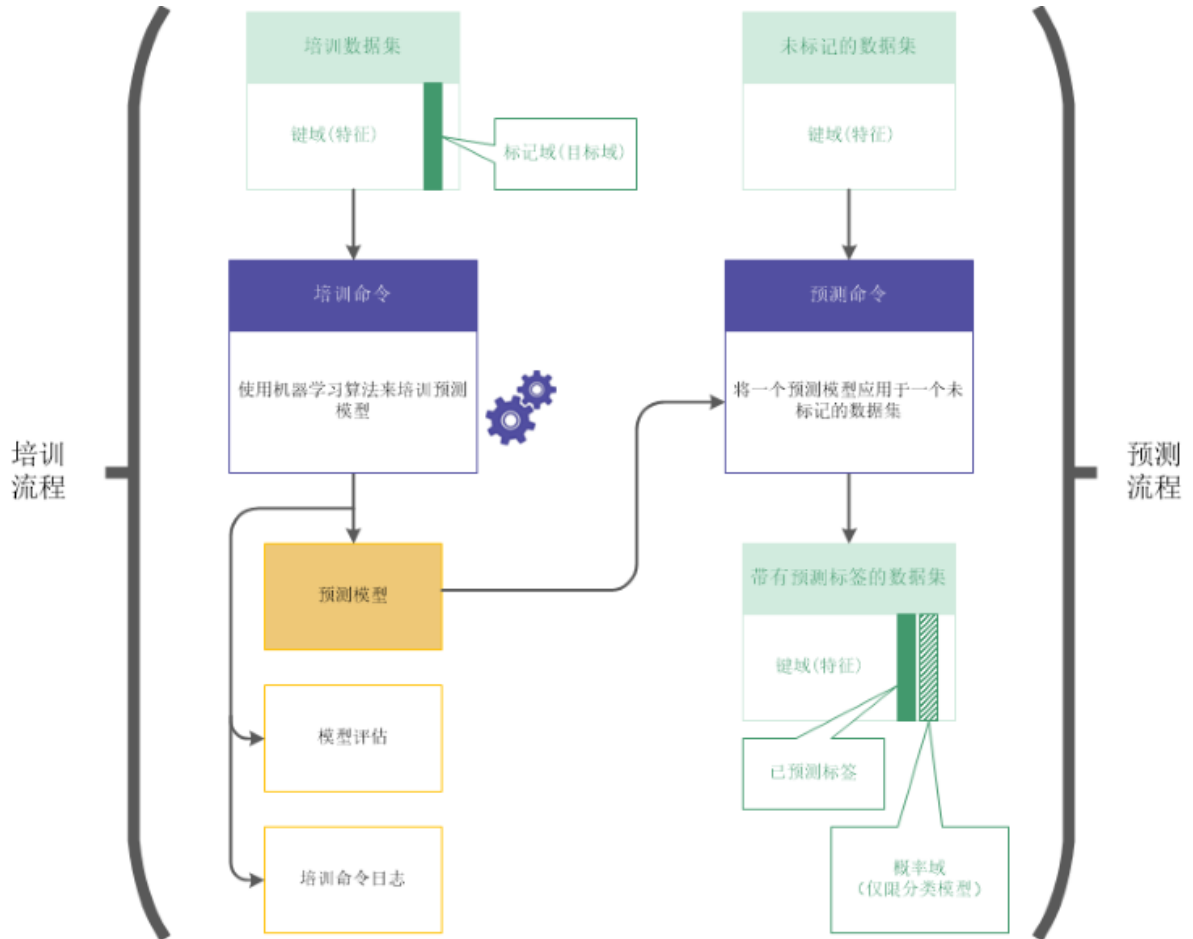 培训数据集
键域(特征)
标记域(目标域)
培训命令
使用机器学习算法来培训预测
模型
培训
流程
预测模型
模型评估
培训命令日志
未标记的数据集
键域(特征)
预测命令
将一个预测模型应用于一个未
标记的数据集
预测
流程
带有预测标签的数据集
键域(特征)
已预测标签
概率域
(仅限分类模型)